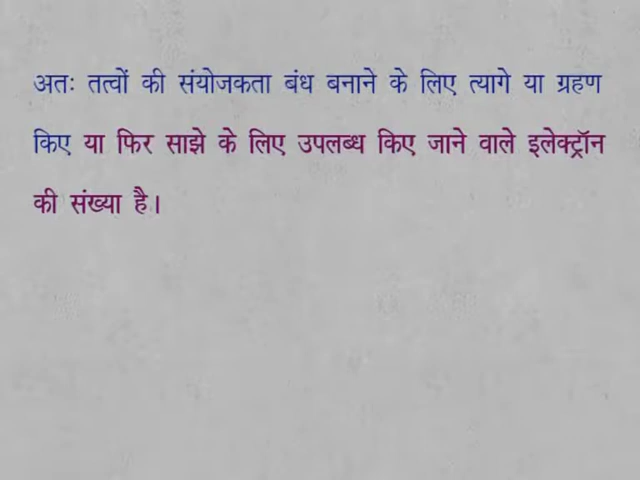 अतः तत्वों की संयोजकता बंध बनाने के लिए त्यागे या ग्रहण
किए या फिर साझे के लिए उपलब्ध किए जाने वाले इलेक्ट्रॉन
की संख्या है।